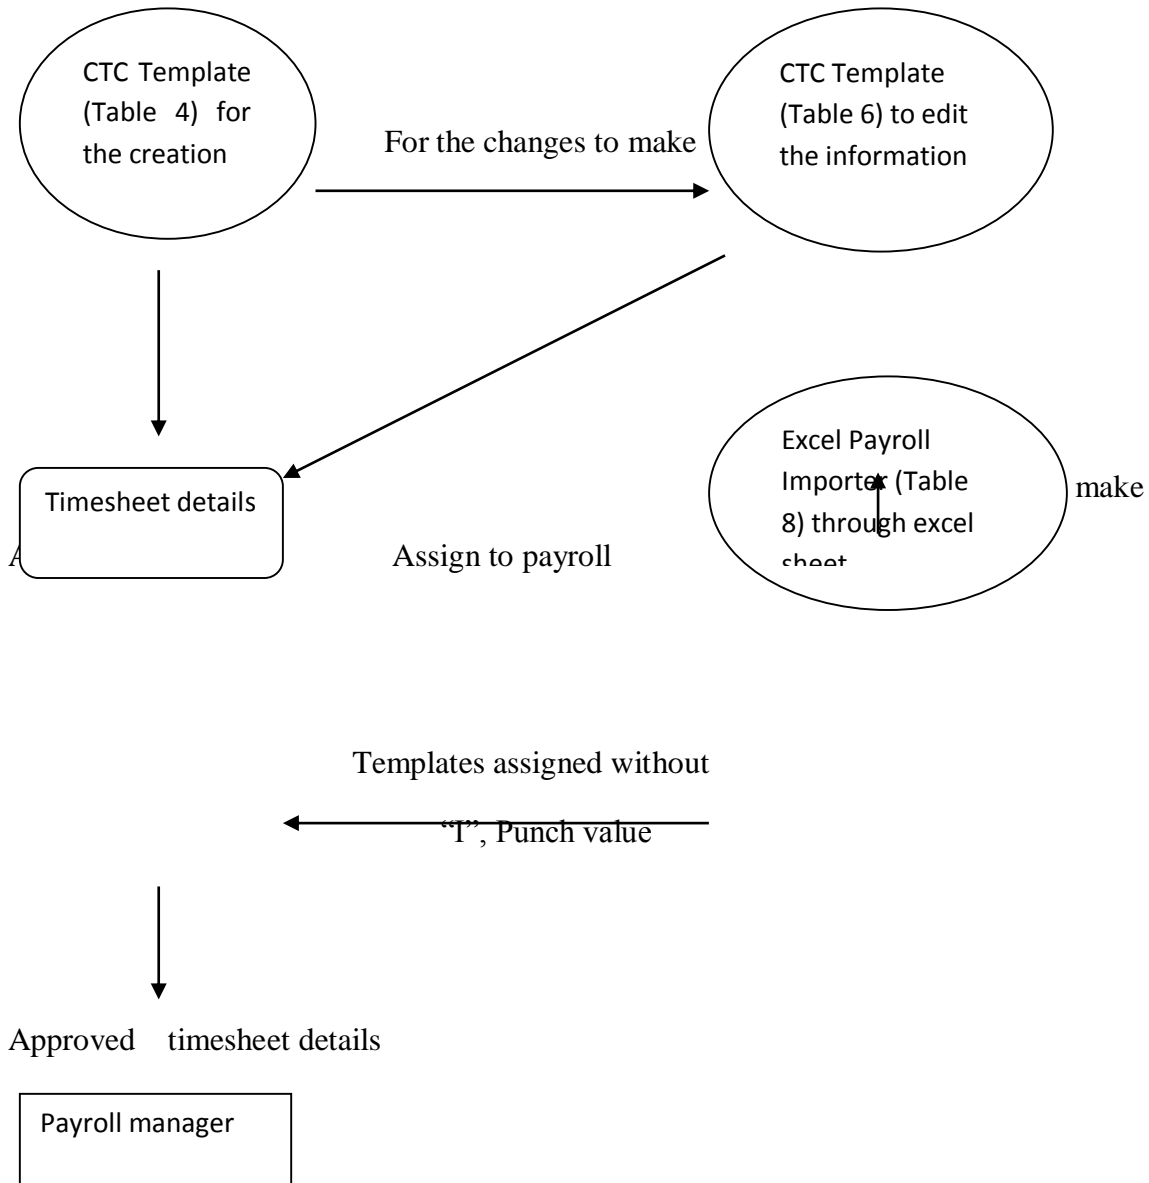 CTC Template
(Table 4) for
the creation
For the changes to make
CTC Template
(Table 6) to edit
the information
Timesheet details
Assign to payroll
Excel Payroll
Importer (Table
8) through excel
sheet
make
Templates assigned without
“I”, Punch value
Approved timesheet details
Payroll manager